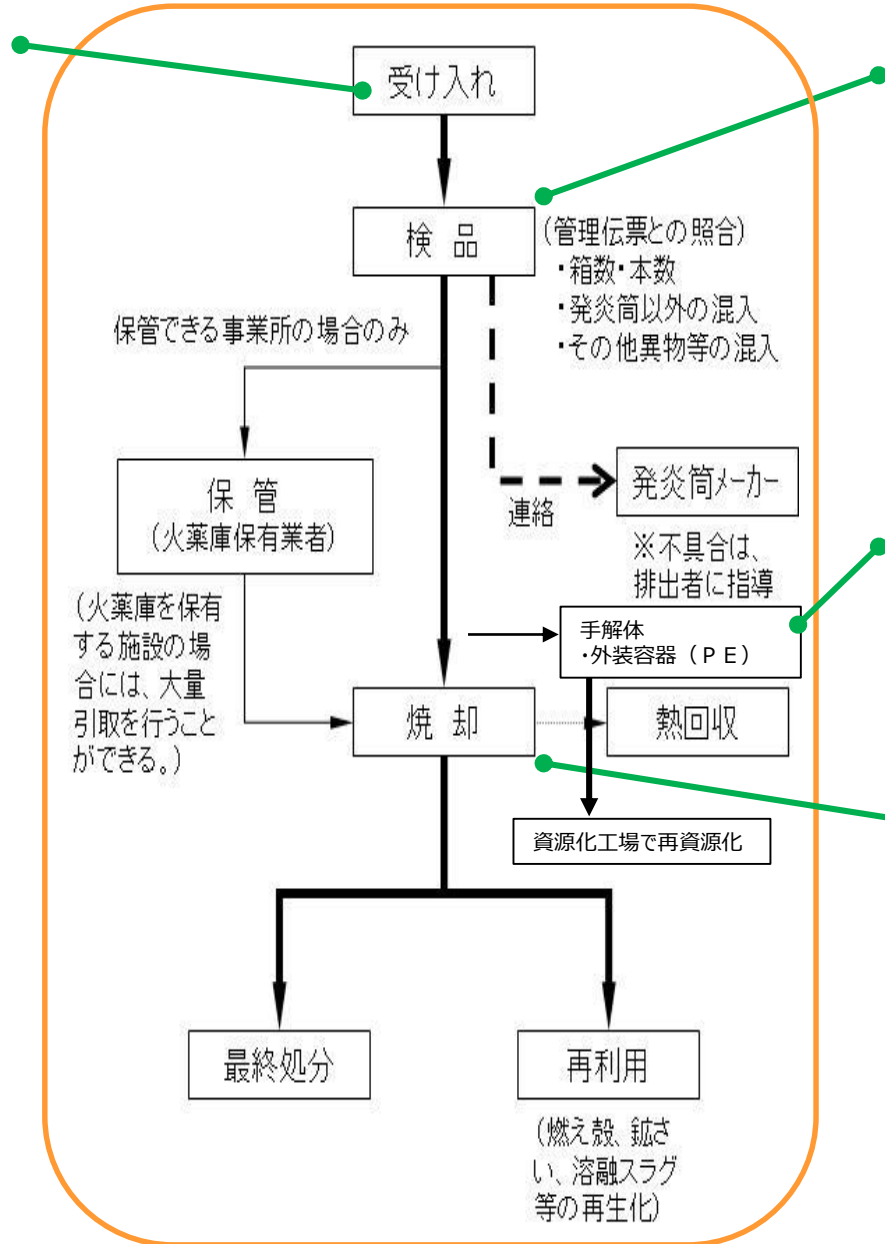 受け入れ
検 品
(管理伝票との照合)
・箱数・本数
・発炎筒以外の混入
・その他異物等の混入
保管できる事業所の場合のみ
保 管
(火薬庫保有業者)
連絡
発炎筒メーカー
※不具合は、
排出者に指導
(火薬庫を保有
する施設の場
合には、大量
引取を行うこと
ができる。)
手解体
・外装容器（ＰＥ）
焼 却
熱回収
資源化工場で再資源化
最終処分
再利用
(燃え殻、鉱さ
い、溶融スラグ
等の再生化)